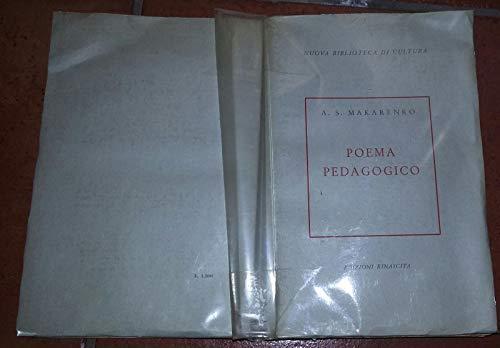 NUOVA BIBLIOTECA DI CULTURA
A. S. MAKARENKO
POEMA
PEDAGOGICO
EDIZIONI RINASCITA